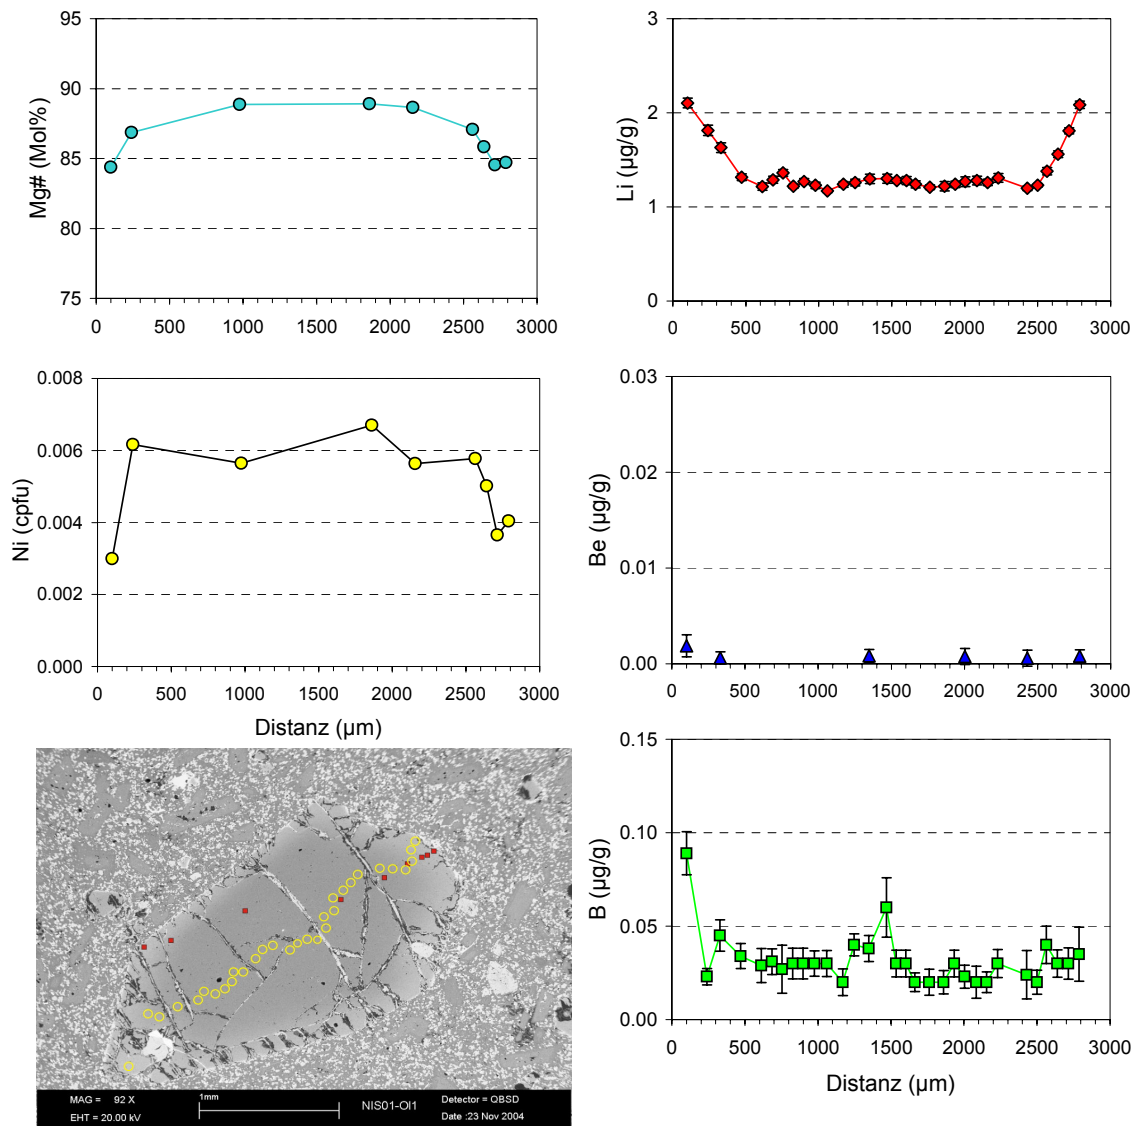 Mg# (Mol%)
95
90
85
80
75
0 500 1000 1500 2000 2500 3000
Li (µg/g)
3
2
1
0
0 500 1000 1500 2000 2500 3000
Ni (cpfu)
0.008
0.006
0.004
0.002
0.000
0 500 1000 1500 2000 2500 3000
Distanz (µm)
Be (µg/g)
0.03
0.02
0.01
0.00
0 500 1000 1500 2000 2500 3000
MAG = 92 X
EHT = 20.00 kV
1mm
NIS01-Ol1
Detector = QBSD
Date :23 Nov 2004
B (µg/g)
0.15
0.10
0.05
0.00
0 500 1000 1500 2000 2500 3000
Distanz (µm)